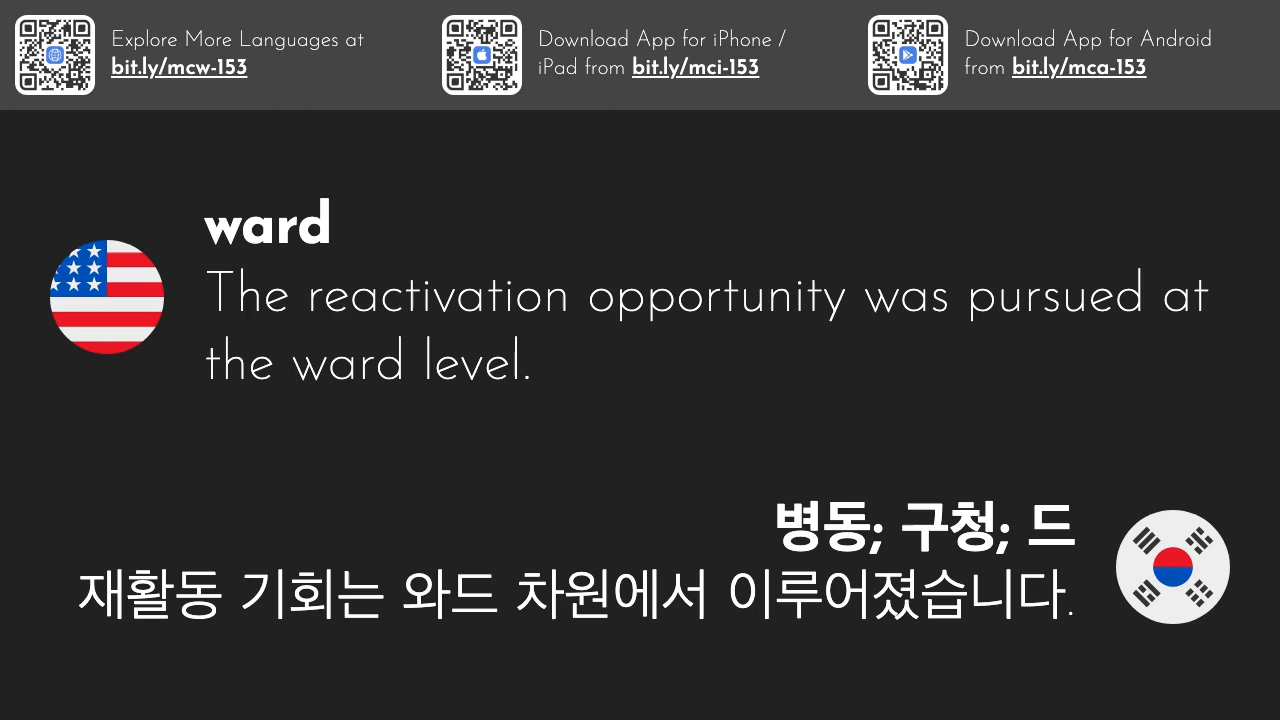 Explore More Languages at
bit.ly/mcw-153
Download App for iPhone /
iPad from bit.ly/mci-153
Download App for Android
from bit.ly/mca-153
ward
The reactivation opportunity was pursued at
the ward level.
병동; 구청; 드
재활동 기회는 와드 차원에서 이루어졌습니다.